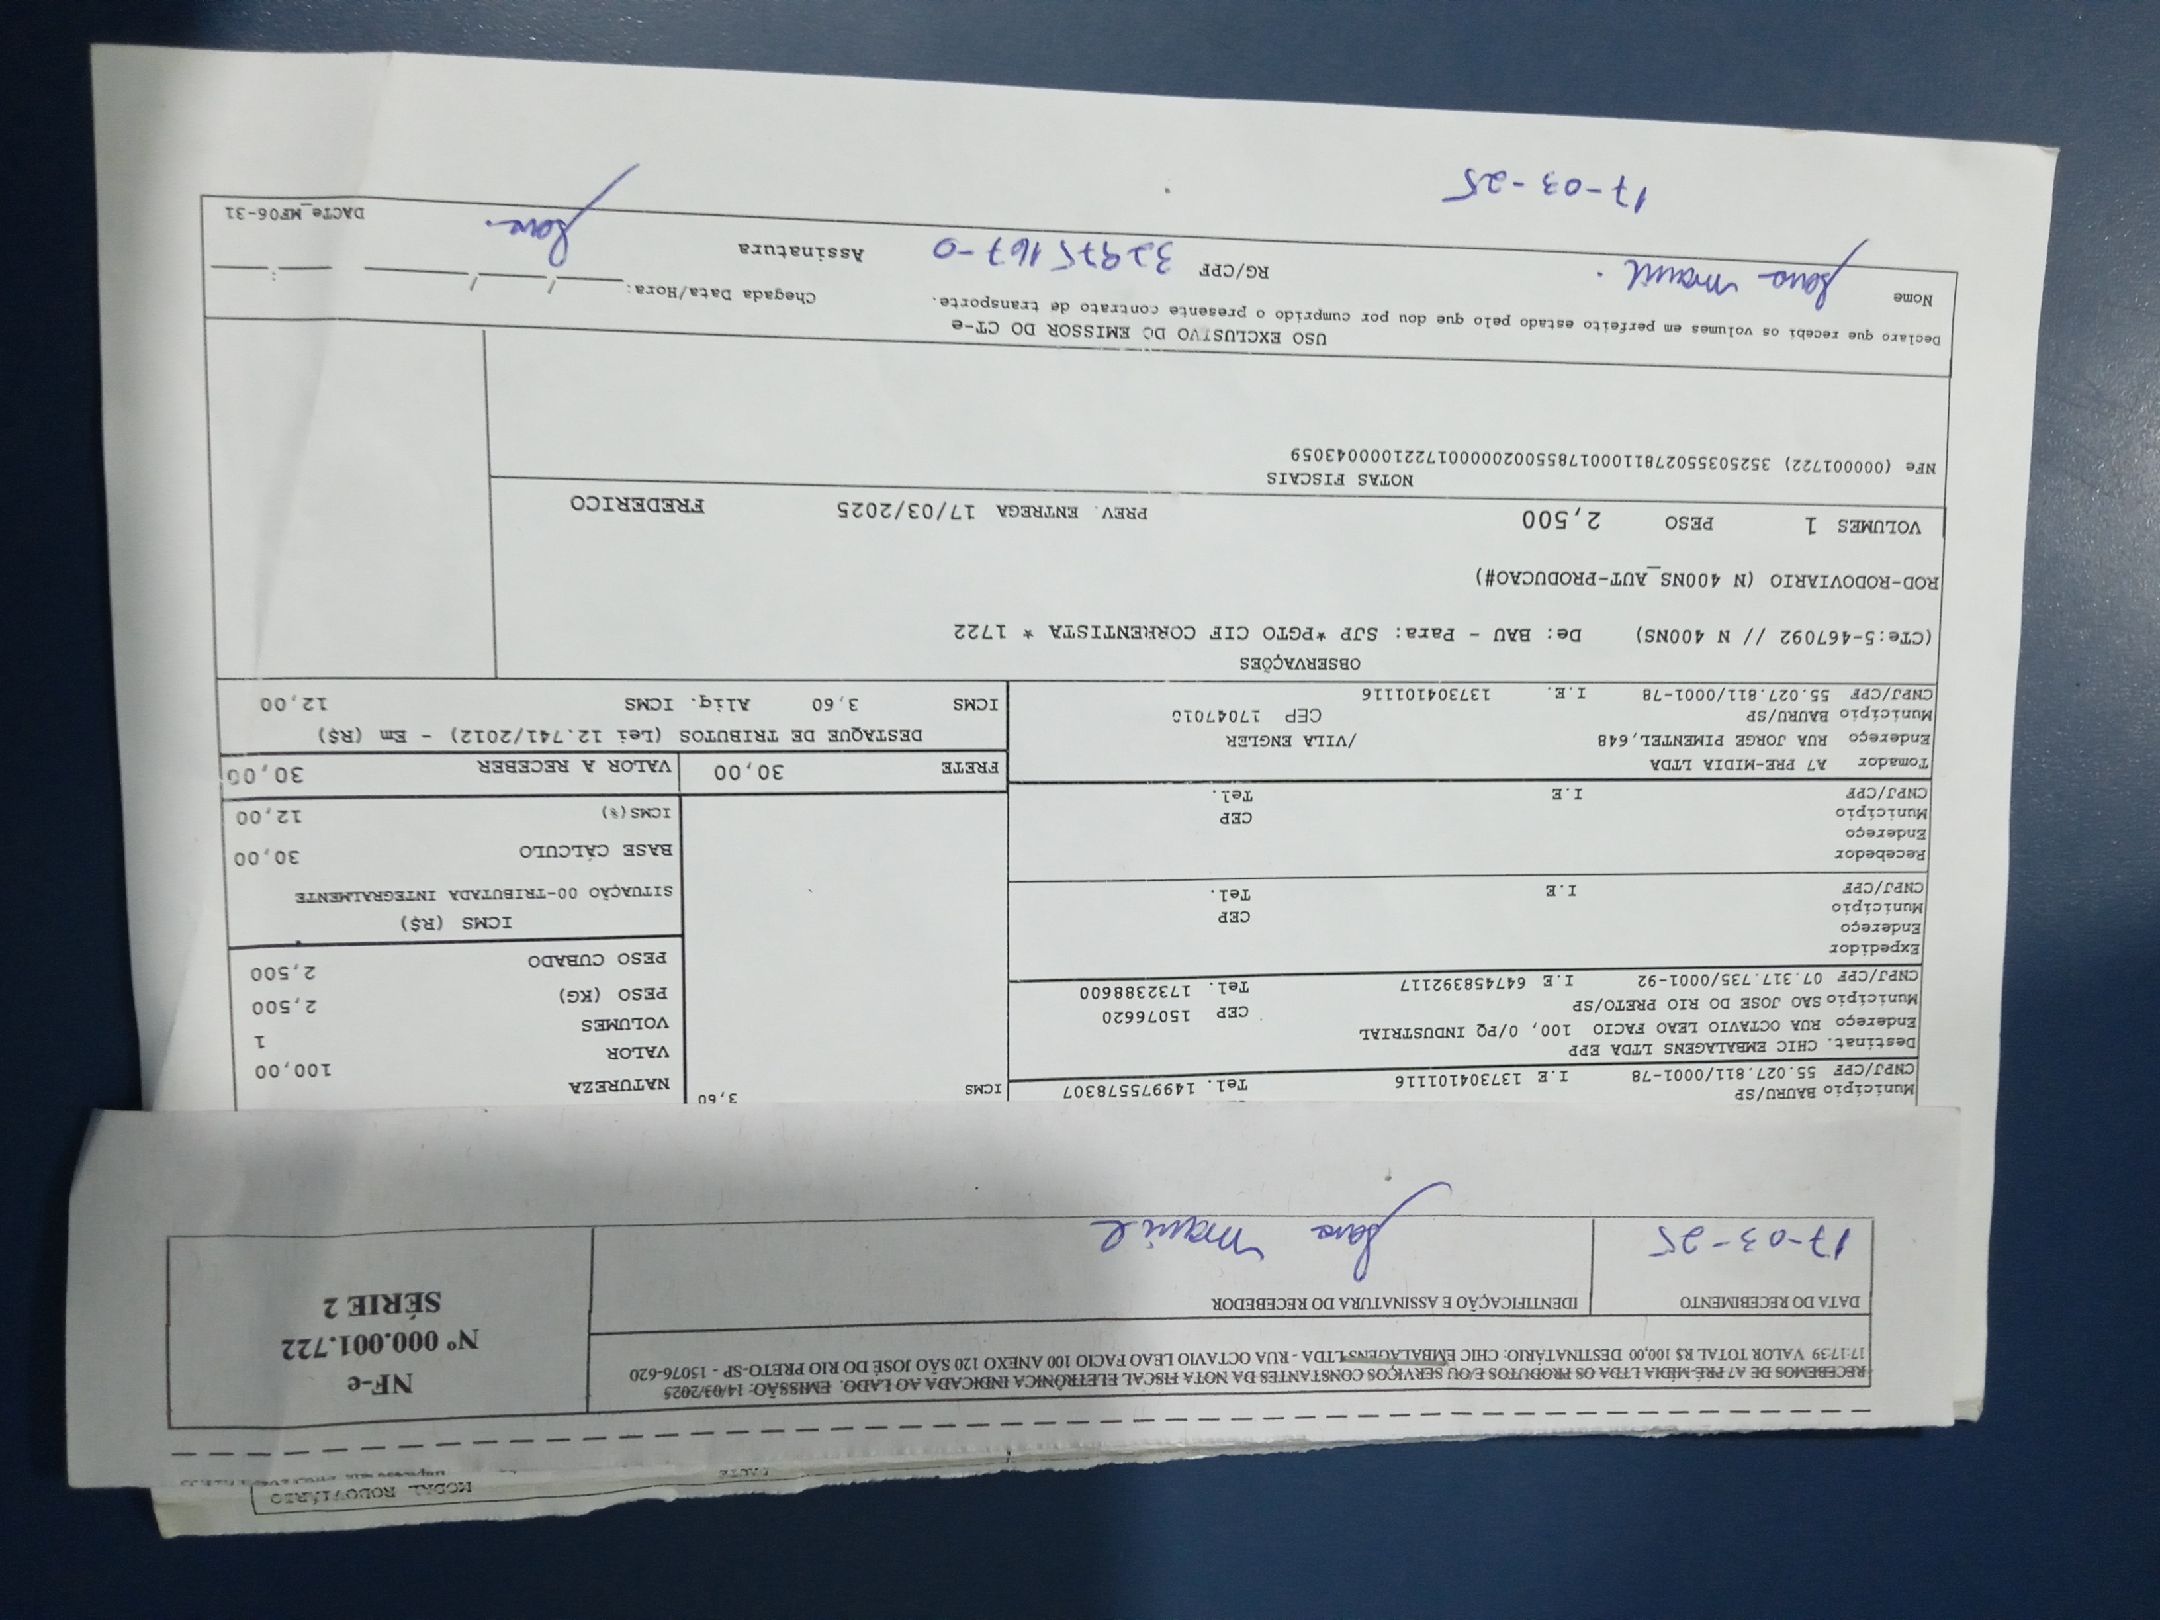 MODAL RODOVIÁRIO
DACTE
RECEBEMOS DE A7 PRÉ-MÍDIA LTDA OS PRODUTOS E/OU SERVIÇOS CONSTANTES DA NOTA FISCAL ELETRÔNICA INDICADA AO LADO. EMISSÃO: 14/03/2025
17:17:39 VALOR TOTAL R$ 100,00 DESTINATÁRIO: CHIC EMBALAGENS LTDA - RUA OCTAVIO LEAO FACIO 100 ANEXO 120 SÃO JOSÉ DO RIO PRETO-SP - 15076-620
NF-e
Nº 000.001.722
SÉRIE 2
DATA DO RECEBIMENTO
IDENTIFICAÇÃO E ASSINATURA DO RECEBEDOR
17-03-25
Município BAURU/SP Tel. 14997578307
CNPJ/CPF 55.027.811/0001-78 I.E 13730410116
Destinat. CHIC EMBALAGENS LTDA EPP
Endereço RUA OCTAVIO LEAO FACIO 100, 0/PQ INDUSTRIAL
Município SAO JOSE DO RIO PRETO/SP CEP 15076620
CNPJ/CPF 07.317.735/0001-92 I.E 647458392117 Tel. 1732388600
Expedidor
Endereço
Município CEP
CNPJ/CPF I.E Tel.
Recebedor
Endereço
Município CEP
CNPJ/CPF I.E Tel.
Tomador A7 PRE-MIDIA LTDA
Endereço RUA JORGE PIMENTEL, 648 /VILA ENGLER
Município BAURU/SP CEP 17047010
CNPJ/CPF 55.027.811/0001-78 I.E. 137304101116
ICMS 3,60
NATUREZA
VALOR 100,00
VOLUMES 1
PESO (KG) 2,500
PESO CUBADO 2,500
ICMS (R$)
SITUAÇÃO 00-TRIBUTADA INTEGRALMENTE
BASE CÁLCULO 30,00
ICMS(%) 12,00
FRETE 30,00 VALOR A RECEBER 30,00
DESTAQUE DE TRIBUTOS (Lei 12.741/2012) - Em (R$)
ICMS 3,60 Aliq. ICMS 12,00
OBSERVAÇÕES
(CTe:5-467092 // N 400NS) De: BAU - Para: SJP *PGTO CIF CORRENTISTA * 1722
ROD-RODOVIARIO (N 400NS_AUT-PRODUCAO#)
VOLUMES 1 PESO 2,500 PREV. ENTREGA 17/03/2025 FREDERICO
NOTAS FISCAIS
NFe (000001722) 35250355027811000178550020000017221000043059
USO EXCLUSIVO DO EMISSOR DO CT-e
Declaro que recebi os volumes em perfeito estado pelo que dou por cumprido o presente contrato de transporte.
Chegada Data/Hora: ____/____/____ ____:____
Nome
RG/CPF 32975167-0
Assinatura
DACTe_MF06-31
17-03-25